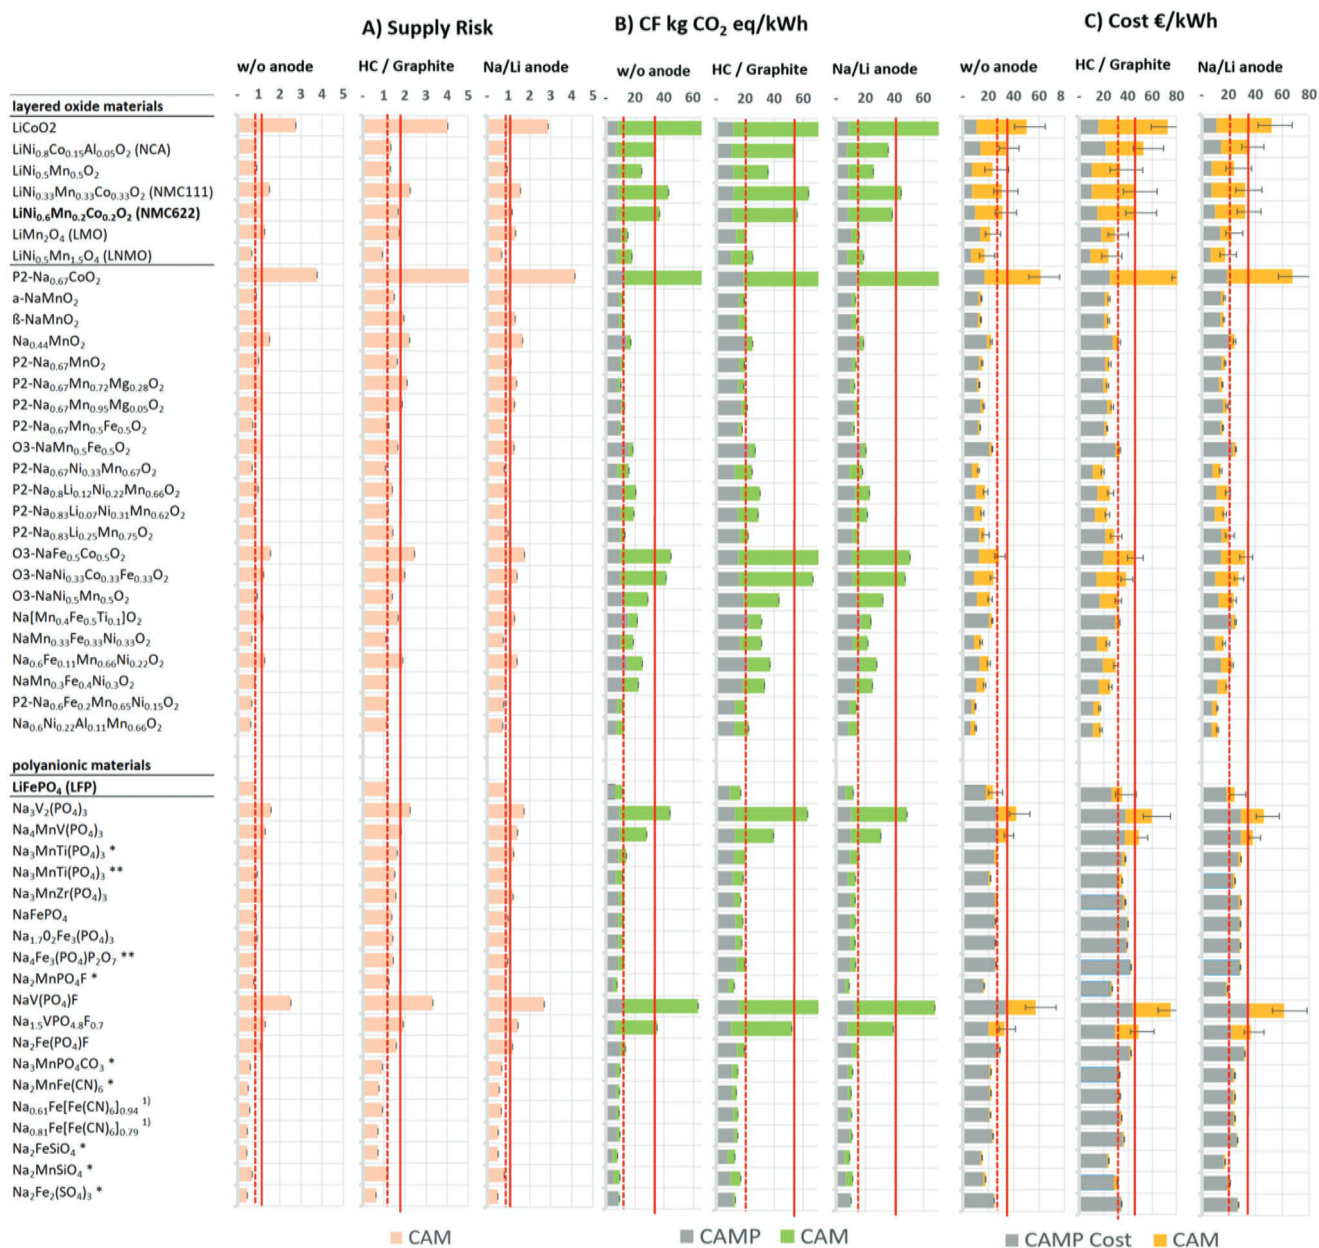 A) Supply Risk
B) CF kg CO₂ eq/kWh
C) Cost €/kWh
w/o anode
HC / Graphite
Na/Li anode
w/o anode
HC / Graphite
Na/Li anode
w/o anode
HC / Graphite
Na/Li anode
- 1 2 3 4 5
- 1 2 3 4 5
- 1 2 3 4 5
- 20 40 60
- 20 40 60
- 20 40 60
- 20 40 60 8
- 20 40 60 80
- 20 40 60 80
layered oxide materials
LiCoO2
LiNi₀.₈Co₀.₁₅Al₀.₀₅O₂ (NCA)
LiNi₀.₅Mn₀.₅O₂
LiNi₀.₃₃Mn₀.₃₃Co₀.₃₃O₂ (NMC111)
LiNi₀.₆Mn₀.₂Co₀.₂O₂ (NMC622)
LiMn₂O₄ (LMO)
LiNi₀.₅Mn₁.₅O₄ (LNMO)
P2-Na₀.₆₇CoO₂
a-NaMnO₂
ß-NaMnO₂
Na₀.₄₄MnO₂
P2-Na₀.₆₇MnO₂
P2-Na₀.₆₇Mn₀.₇₂Mg₀.₂₈O₂
P2-Na₀.₆₇Mn₀.₉₅Mg₀.₀₅O₂
P2-Na₀.₆₇Mn₀.₅Fe₀.₅O₂
O3-NaMn₀.₅Fe₀.₅O₂
P2-Na₀.₆₇Ni₀.₃₃Mn₀.₆₇O₂
P2-Na₀.₈Li₀.₁₂Ni₀.₂₂Mn₀.₆₆O₂
P2-Na₀.₈₃Li₀.₀₇Ni₀.₃₁Mn₀.₆₂O₂
P2-Na₀.₈₃Li₀.₂₅Mn₀.₇₅O₂
O3-NaFe₀.₅Co₀.₅O₂
O3-NaNi₀.₃₃Co₀.₃₃Fe₀.₃₃O₂
O3-NaNi₀.₅Mn₀.₅O₂
Na[Mn₀.₄Fe₀.₅Ti₀.₁]O₂
NaMn₀.₃₃Fe₀.₃₃Ni₀.₃₃O₂
Na₀.₆Fe₀.₁₁Mn₀.₆₆Ni₀.₂₂O₂
NaMn₀.₃Fe₀.₄Ni₀.₃O₂
P2-Na₀.₆Fe₀.₂Mn₀.₆₅Ni₀.₁₅O₂
Na₀.₆Ni₀.₂₂Al₀.₁₁Mn₀.₆₆O₂
polyanionic materials
LiFePO₄ (LFP)
Na₃V₂(PO₄)₃
Na₄MnV(PO₄)₃
Na₃MnTi(PO₄)₃ *
Na₃MnTi(PO₄)₃ **
Na₃MnZr(PO₄)₃
NaFePO₄
Na₁.₇0₂Fe₃(PO₄)₃
Na₄Fe₃(PO₄)P₂O₇ **
Na₂MnPO₄F *
NaV(PO₄)F
Na₁.₅VPO₄.₈F₀.₇
Na₂Fe(PO₄)F
Na₃MnPO₄CO₃ *
Na₂MnFe(CN)₆ *
Na₀.₆₁Fe[Fe(CN)₆]₀.₉₄ ¹⁾
Na₀.₈₁Fe[Fe(CN)₆]₀.₇₉ ¹⁾
Na₂FeSiO₄ *
Na₂MnSiO₄ *
Na₂Fe₂(SO₄)₃ *
CAM
CAMP
CAM
CAMP Cost
CAM